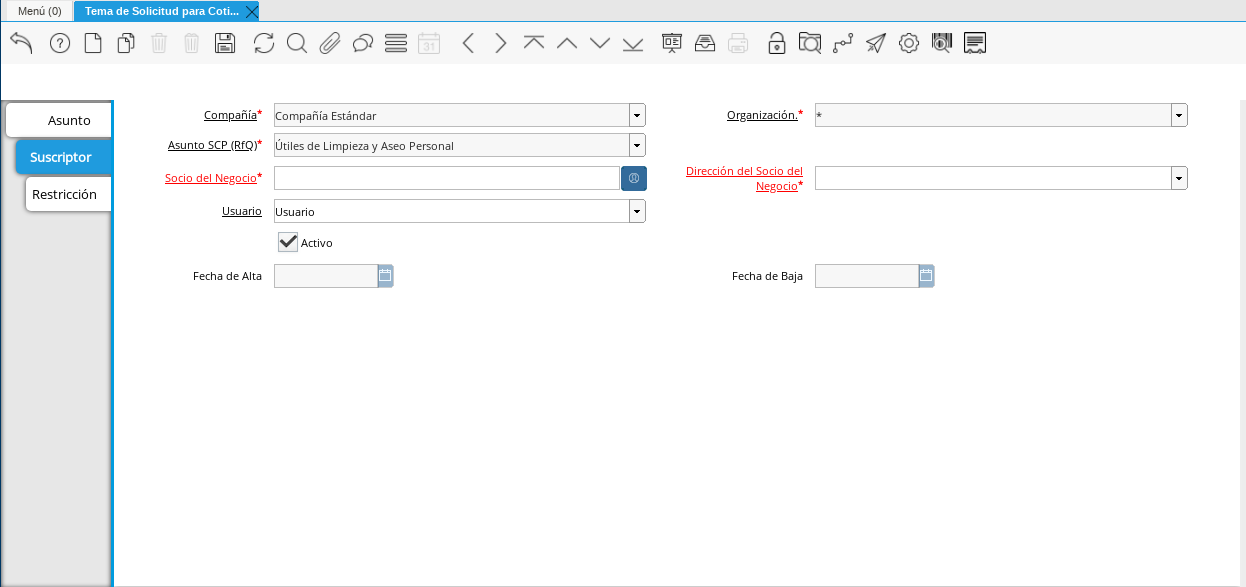 Menú (0)
Tema de Solicitud para Coti...
31
Asunto
Suscriptor
Restricción
Compañía*
Compañía Estándar
Organización.*
*
Asunto SCP (RfQ)*
Útiles de Limpieza y Aseo Personal
Socio del Negocio*
Dirección del Socio del
Negocio*
Usuario
Usuario
Activo
Fecha de Alta
Fecha de Baja